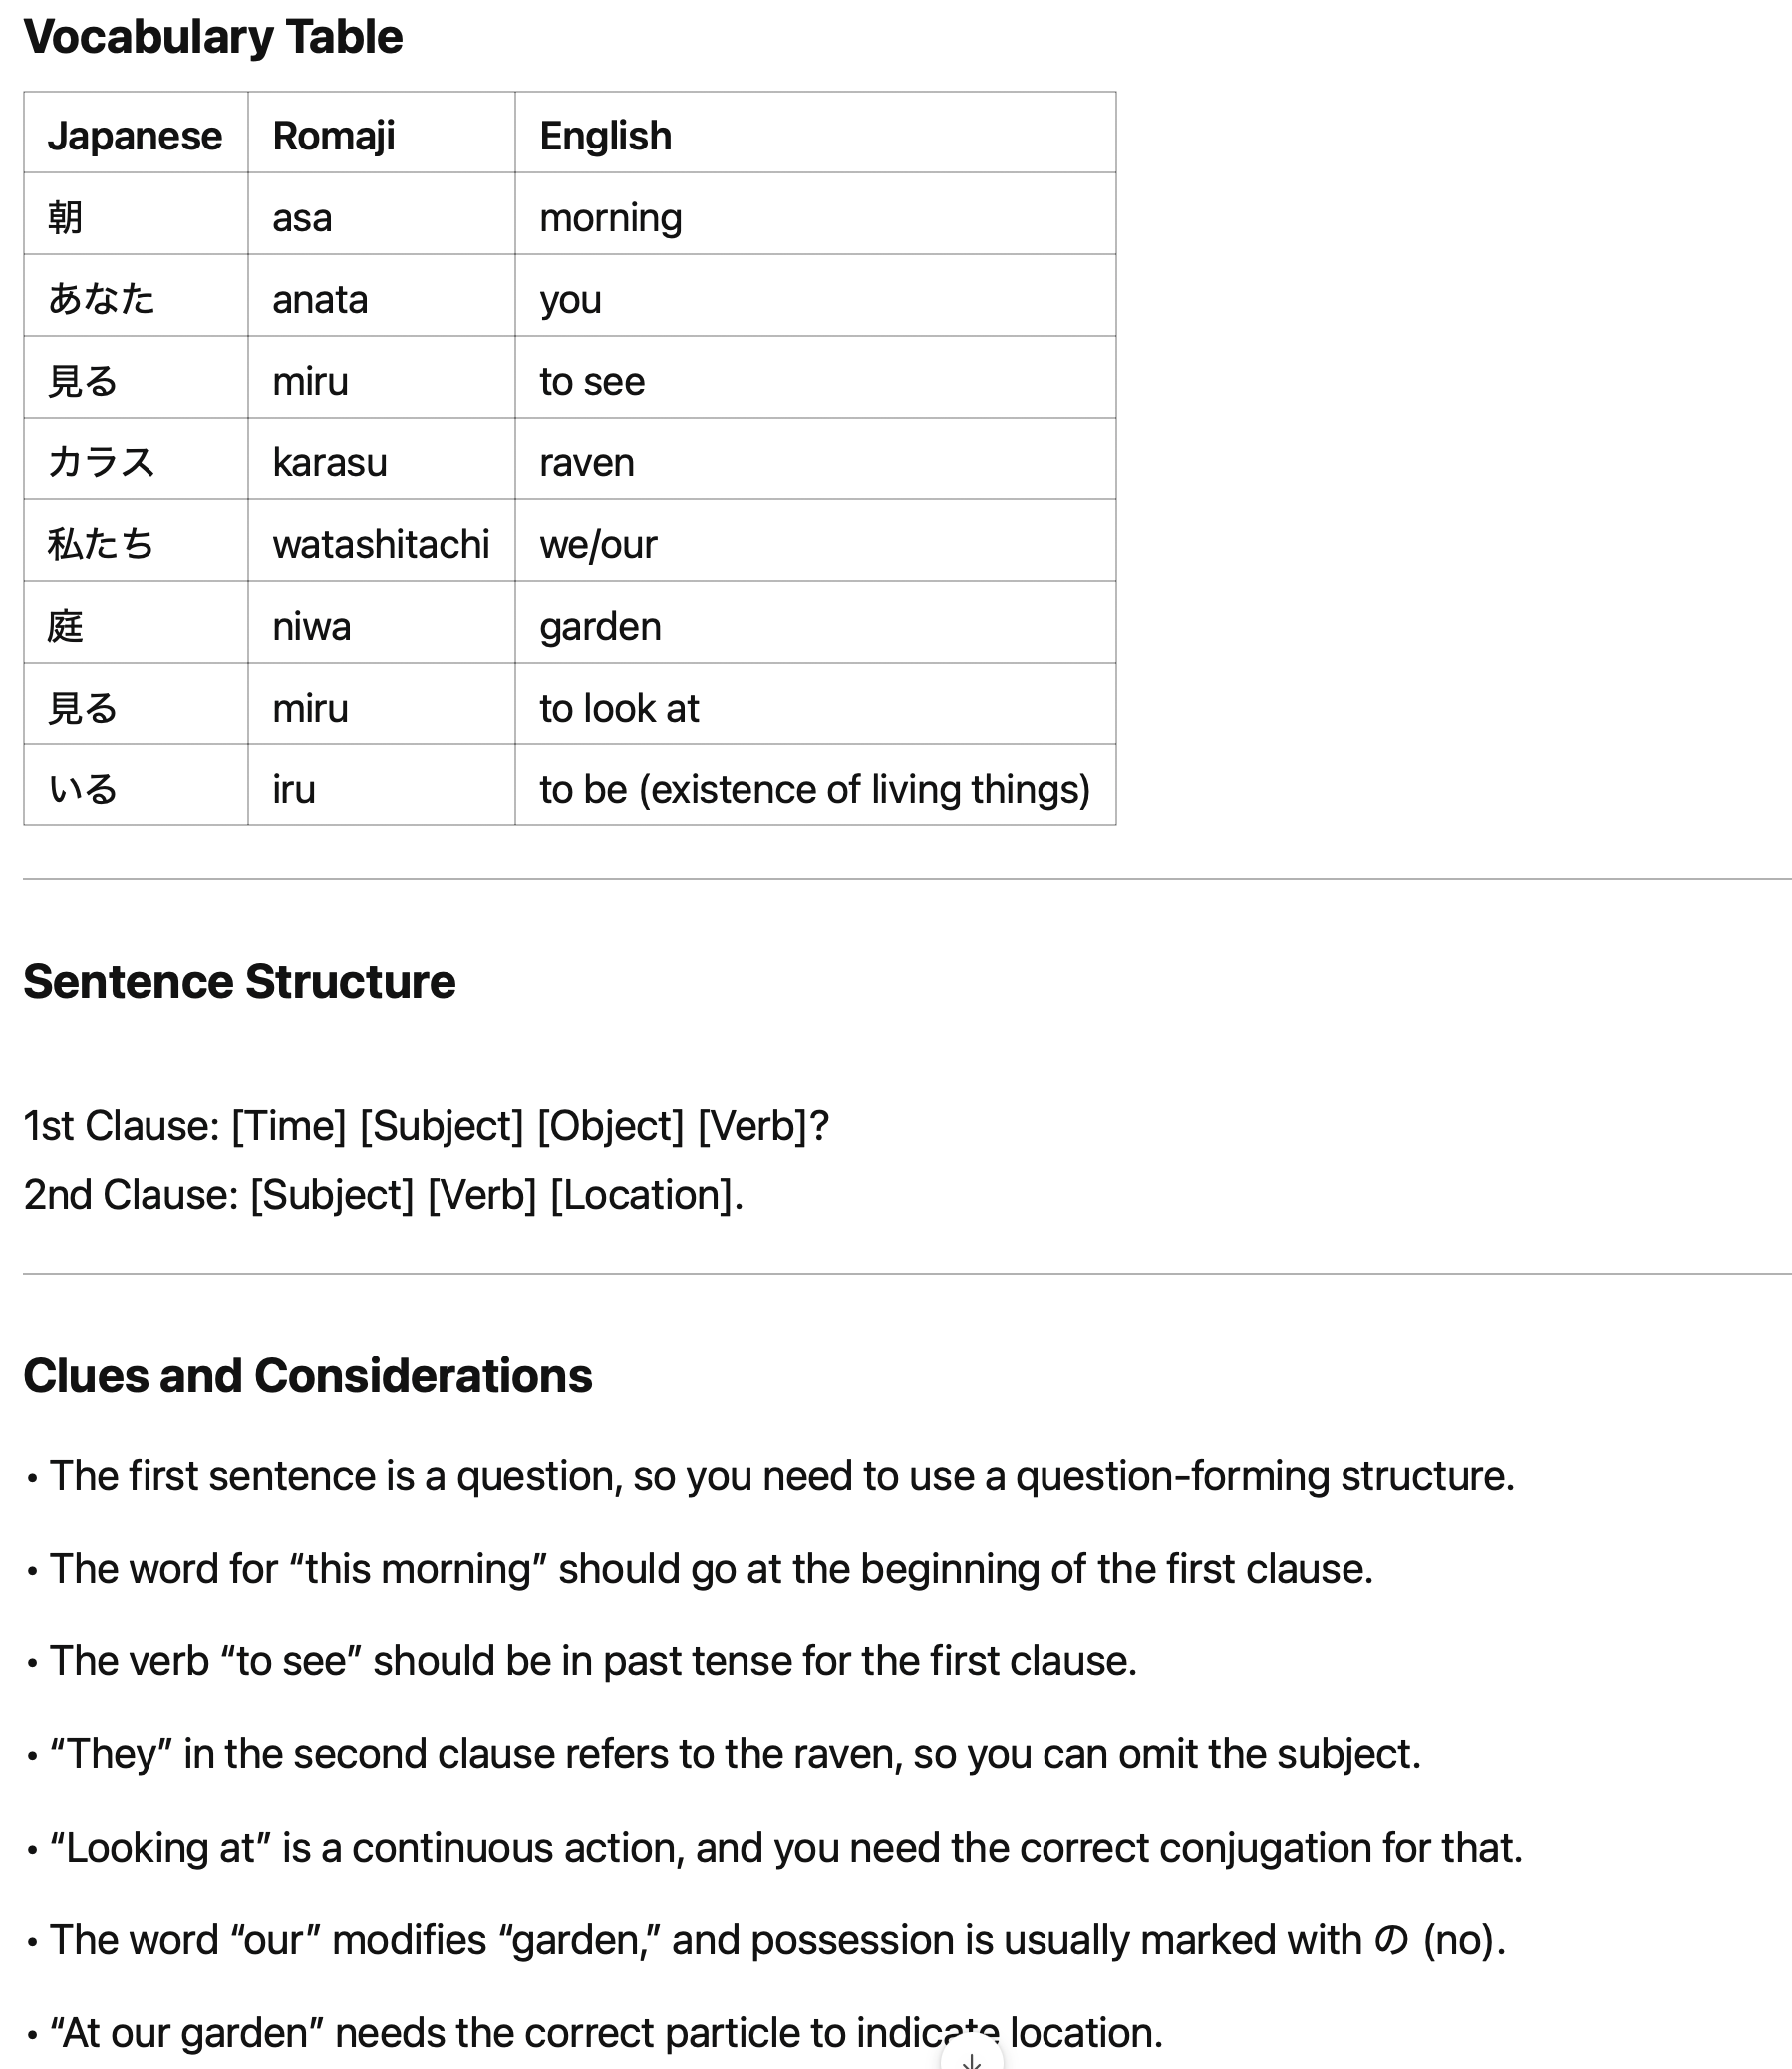 Vocabulary Table
Japanese Romaji English
朝 asa morning
あなた anata you
見る miru to see
カラス karasu raven
私たち watashitachi we/our
庭 niwa garden
見る miru to look at
いる iru to be (existence of living things)
Sentence Structure
1st Clause: [Time] [Subject] [Object] [Verb]?
2nd Clause: [Subject] [Verb] [Location].
Clues and Considerations
• The first sentence is a question, so you need to use a question-forming structure.
• The word for “this morning” should go at the beginning of the first clause.
• The verb “to see” should be in past tense for the first clause.
• “They” in the second clause refers to the raven, so you can omit the subject.
• “Looking at” is a continuous action, and you need the correct conjugation for that.
• The word “our” modifies “garden,” and possession is usually marked with の (no).
• “At our garden” needs the correct particle to indicate location.